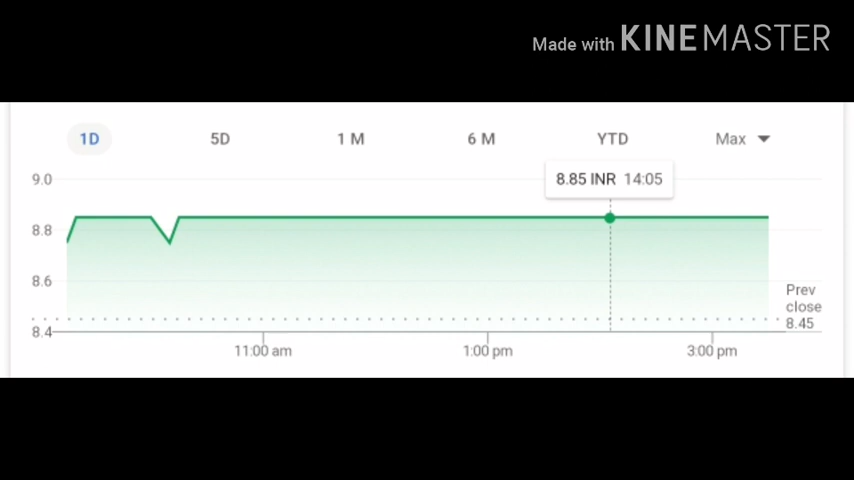 Made with KINEMASTER
1D 5D 1 M 6 M YTD Max
8.85 INR 14:05
9.0
8.8
8.6
8.4
Prev
close
8.45
11:00 am 1:00 pm 3:00 pm